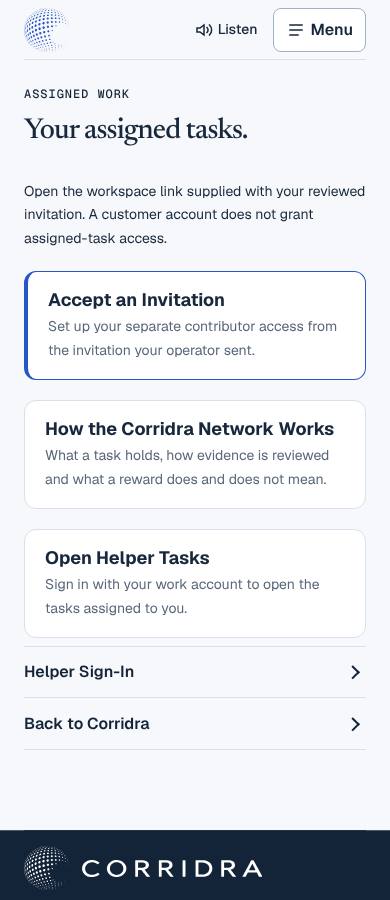 Listen
Menu
ASSIGNED WORK
Your assigned tasks.
Open the workspace link supplied with your reviewed
invitation. A customer account does not grant
assigned-task access.
Accept an Invitation
Set up your separate contributor access from
the invitation your operator sent.
How the Corridra Network Works
What a task holds, how evidence is reviewed
and what a reward does and does not mean.
Open Helper Tasks
Sign in with your work account to open the
tasks assigned to you.
Helper Sign-In
Back to Corridra
CORRIDRA